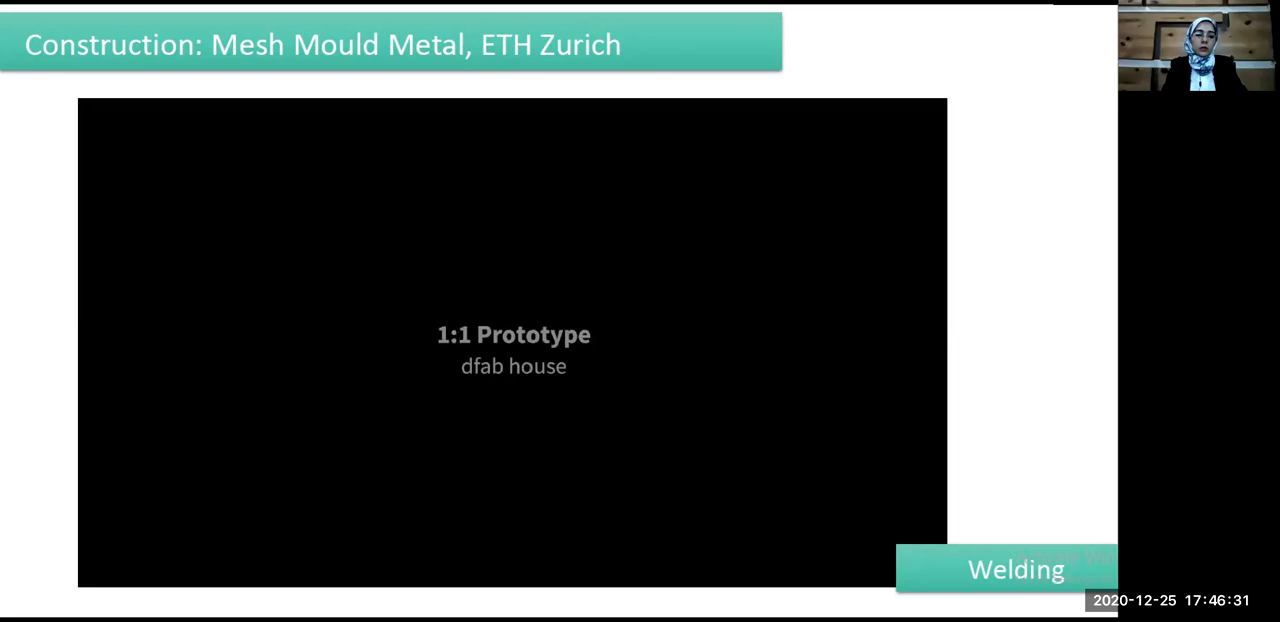 Construction: Mesh Mould Metal, ETH Zurich
1:1 Prototype
dfab house
Welding
2020-12-25 17:46:31